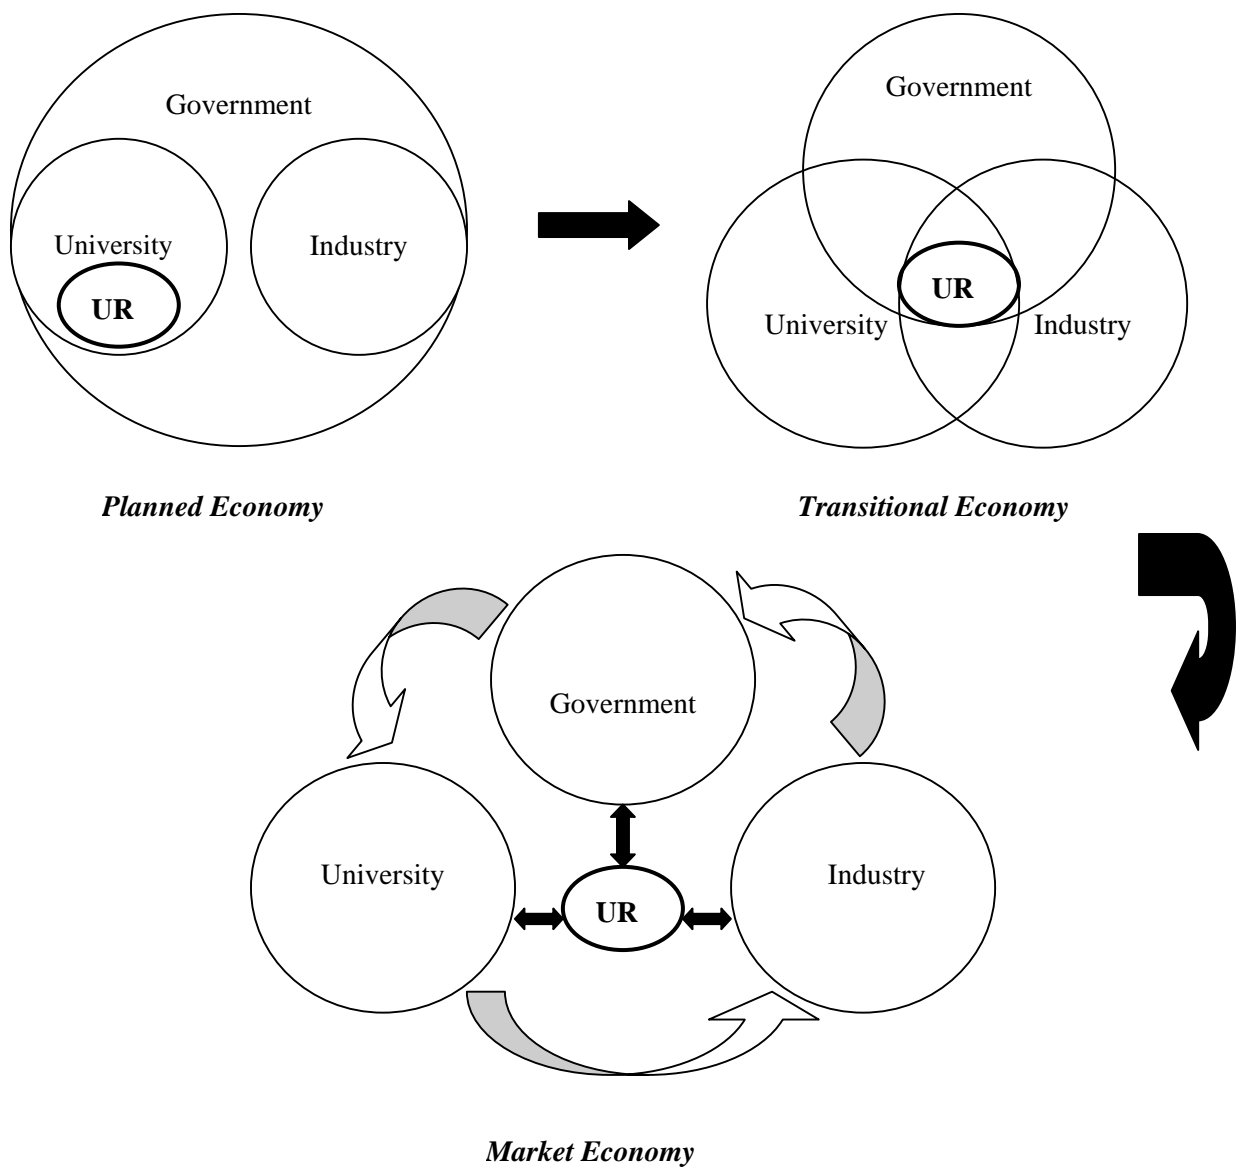 Government
University
Industry
UR
Planned Economy
Government
UR
University
Industry
Transitional Economy
Government
University
Industry
UR
Market Economy